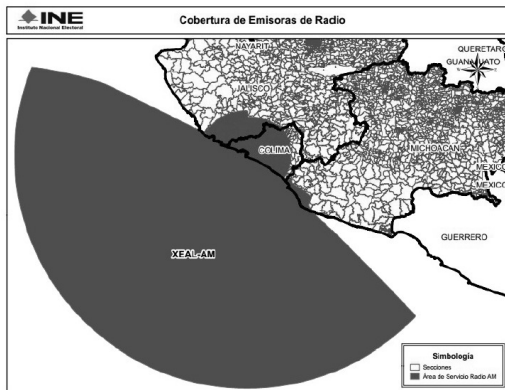 INE
Instituto Nacional Electoral
Cobertura de Emisoras de Radio
NAYARIT
QUERETARO
GUANAJUATO
JALISCO
COLIMA
MICHOACAN
MEXICO
MEXICO
GUERRERO
XEAL-AM
Simbología
Secciones
Área de Servicio Radio AM